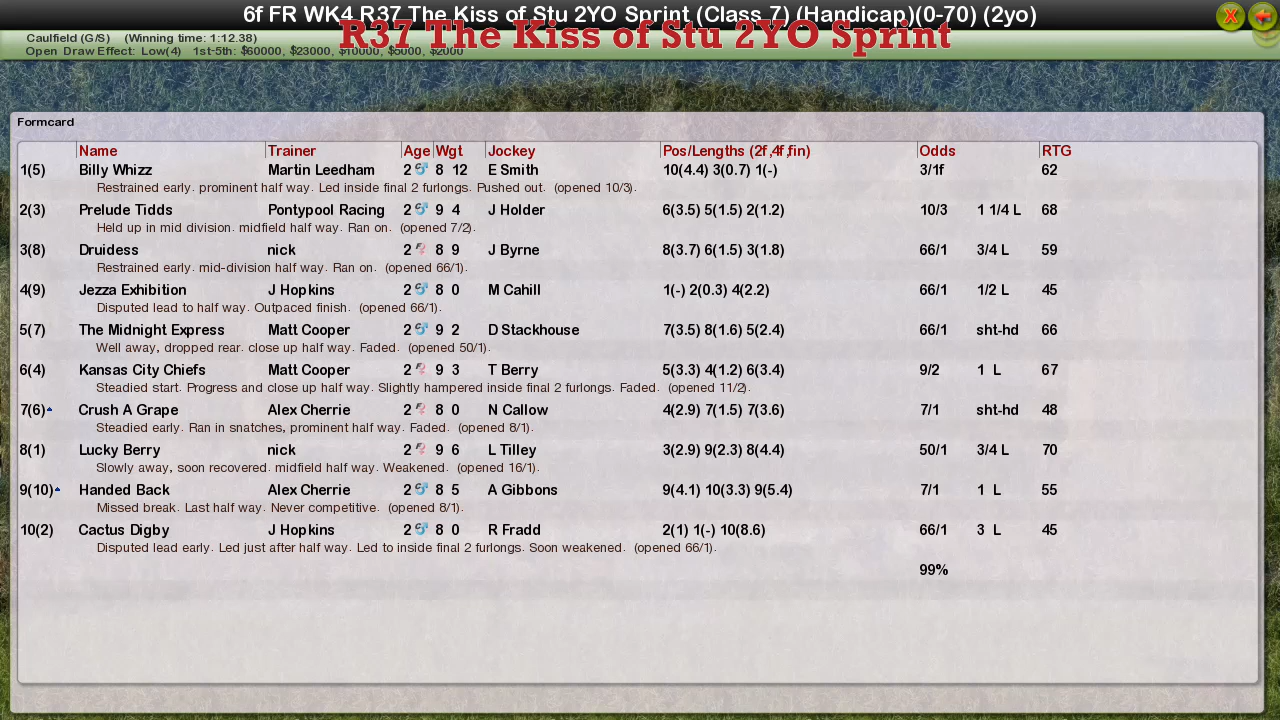 6f FR WK4 R37 The Kiss of Stu 2YO Sprint (Class 7) (Handicap)(0-70) (2yo)
R37 The Kiss of Stu 2YO Sprint
X
Caulfield (G/S) (Winning time: 1:12.38)
Open Draw Effect: Low(4) 1st-5th: $60000, $23000, $10000, $5000, $2000
Formcard
Name Trainer Age Wgt Jockey Pos/Lengths (2f,4f,fin) Odds RTG
1(5) Billy Whizz Martin Leedham 2 8 12 E Smith 10(4.4) 3(0.7) 1(-) 3/1f 62
Restrained early. prominent half way. Led inside final 2 furlongs. Pushed out. (opened 10/3).
2(3) Prelude Tidds Pontypool Racing 2 9 4 J Holder 6(3.5) 5(1.5) 2(1.2) 10/3 1 1/4 L 68
Held up in mid division. midfield half way. Ran on. (opened 7/2).
3(8) Druidess nick 2 8 9 J Byrne 8(3.7) 6(1.5) 3(1.8) 66/1 3/4 L 59
Restrained early. mid-division half way. Ran on. (opened 66/1).
4(9) Jezza Exhibition J Hopkins 2 8 0 M Cahill 1(-) 2(0.3) 4(2.2) 66/1 1/2 L 45
Disputed lead to half way. Outpaced finish. (opened 66/1).
5(7) The Midnight Express Matt Cooper 2 9 2 D Stackhouse 7(3.5) 8(1.6) 5(2.4) 66/1 sht-hd 66
Well away, dropped rear. close up half way. Faded. (opened 50/1).
6(4) Kansas City Chiefs Matt Cooper 2 9 3 T Berry 5(3.3) 4(1.2) 6(3.4) 9/2 1 L 67
Steadied start. Progress and close up half way. Slightly hampered inside final 2 furlongs. Faded. (opened 11/2).
7(6) Crush A Grape Alex Cherrie 2 8 0 N Callow 4(2.9) 7(1.5) 7(3.6) 7/1 sht-hd 48
Steadied early. Ran in snatches, prominent half way. Faded. (opened 8/1).
8(1) Lucky Berry nick 2 9 6 L Tilley 3(2.9) 9(2.3) 8(4.4) 50/1 3/4 L 70
Slowly away, soon recovered. midfield half way. Weakened. (opened 16/1).
9(10) Handed Back Alex Cherrie 2 8 5 A Gibbons 9(4.1) 10(3.3) 9(5.4) 7/1 1 L 55
Missed break. Last half way. Never competitive. (opened 8/1).
10(2) Cactus Digby J Hopkins 2 8 0 R Fradd 2(1) 1(-) 10(8.6) 66/1 3 L 45
Disputed lead early. Led just after half way. Led to inside final 2 furlongs. Soon weakened. (opened 66/1).
99%